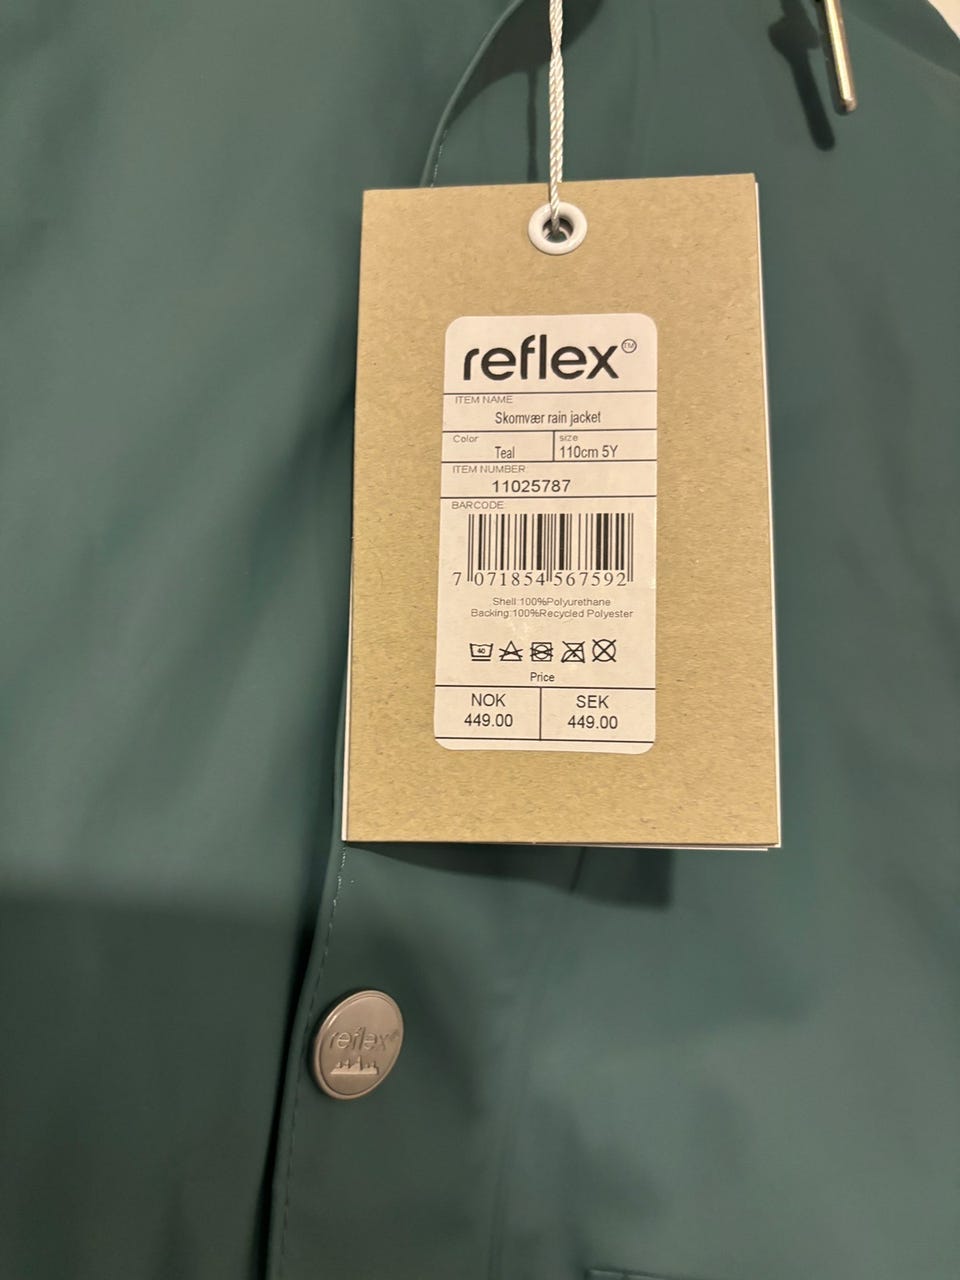 reflex™
ITEM NAME
Skomvær rain jacket
Color
Teal
size
110cm 5Y
ITEM NUMBER
11025787
BARCODE
7 071854 567592
Shell:100%Polyurethane
Backing:100%Recycled Polyester
40
Price
NOK
449.00
SEK
449.00
reflex